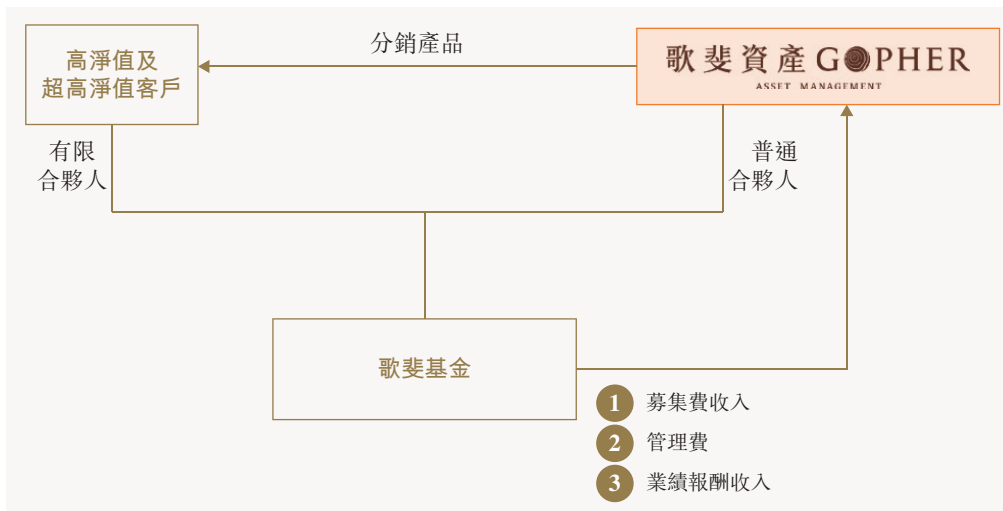 高淨值及
超高淨值客戶
分銷產品
歌斐資產 GOPHER
ASSET MANAGEMENT
有限
合夥人
普通
合夥人
歌斐基金
1 募集費收入
2 管理費
3 業績報酬收入